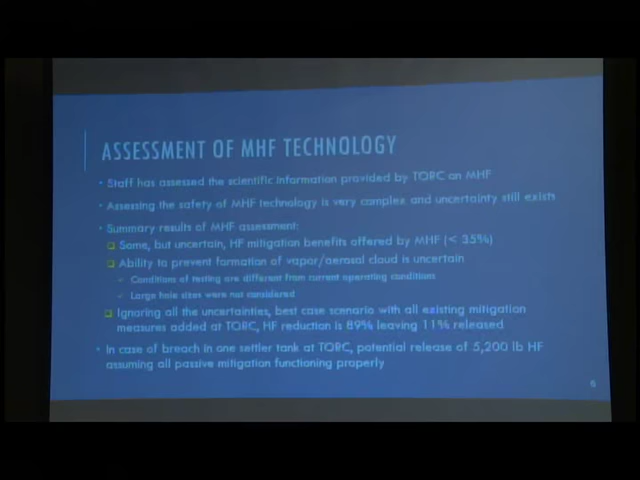 ASSESSMENT OF MHF TECHNOLOGY
• Staff has assessed the scientific information provided by TORC on MHF
• Assessing the safety of MHF technology is very complex and uncertainty still exists
• Summary results of MHF assessment:
Some, but uncertain, HF mitigation benefits offered by MHF (< 35%)
Ability to prevent formation of vapor/aerosol cloud is uncertain
Conditions of testing are different from current operating conditions
Large hole sizes were not considered
Ignoring all the uncertainties, best case scenario with all existing mitigation
measures added at TORC, HF reduction is 89% leaving 11% released
• In case of breach in one settler tank at TORC, potential release of 5,200 lb HF
assuming all passive mitigation functioning properly
6